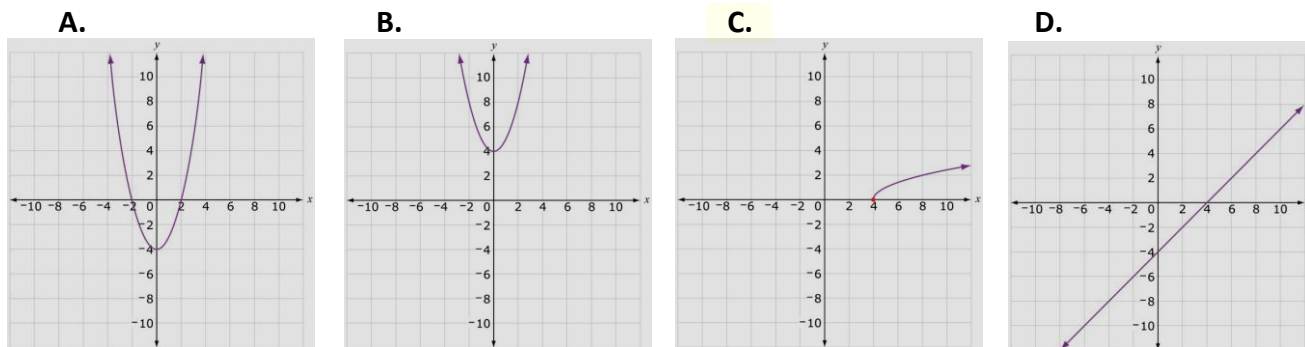 A. B. C. D.
y y y y
10 10 10 10
8 8 8 8
6 6 6 6
4 4 4 4
2 2 2 2
−10 −8 −6 −4 −2 0 2 4 6 8 10 x
−10 −8 −6 −4 −2 0 2 4 6 8 10 x
−10 −8 −6 −4 −2 0 2 4 6 8 10 x
−10 −8 −6 −4 −2 0 2 4 6 8 10 x
−2 −2 −2 −2
−4 −4 −4 −4
−6 −6 −6 −6
−8 −8 −8 −8
−10 −10 −10 −10